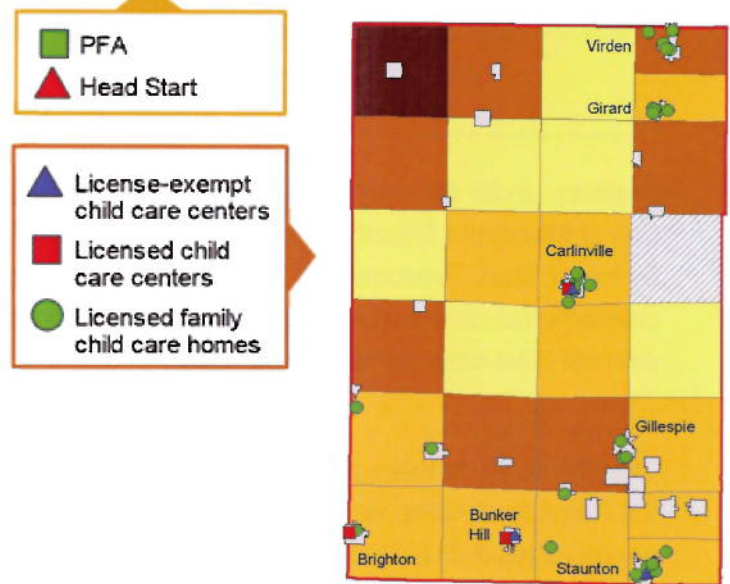 PFA
Head Start
License-exempt
child care centers
Licensed child
care centers
Licensed family
child care homes
Virden
Girard
Carlinville
Gillespie
Bunker
Hill
Brighton
Staunton